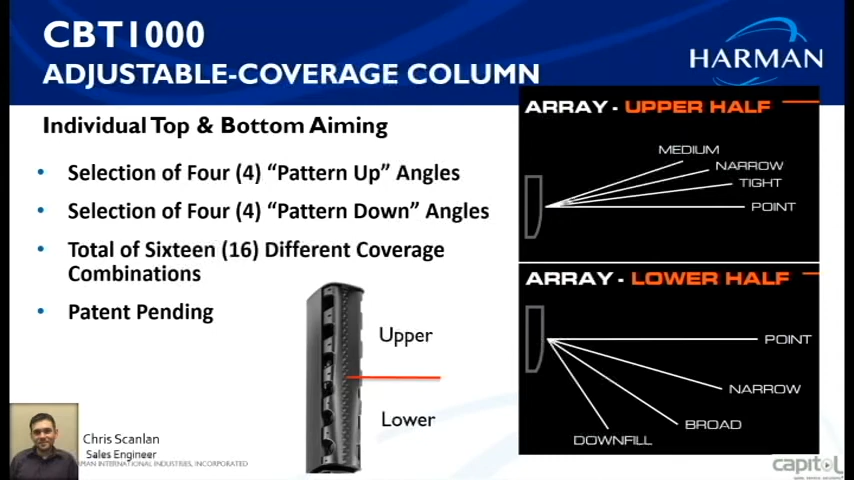 CBT1000
ADJUSTABLE-COVERAGE COLUMN
HARMAN
Individual Top & Bottom Aiming
• Selection of Four (4) “Pattern Up” Angles
• Selection of Four (4) “Pattern Down” Angles
• Total of Sixteen (16) Different Coverage
Combinations
• Patent Pending
Upper
Lower
ARRAY - UPPER HALF
MEDIUM
NARROW
TIGHT
POINT
ARRAY - LOWER HALF
POINT
NARROW
BROAD
DOWNFILL
Chris Scanlan
Sales Engineer
PIAN INTERNATIONAL INDUSTRIES, INCORPORATED
capitol